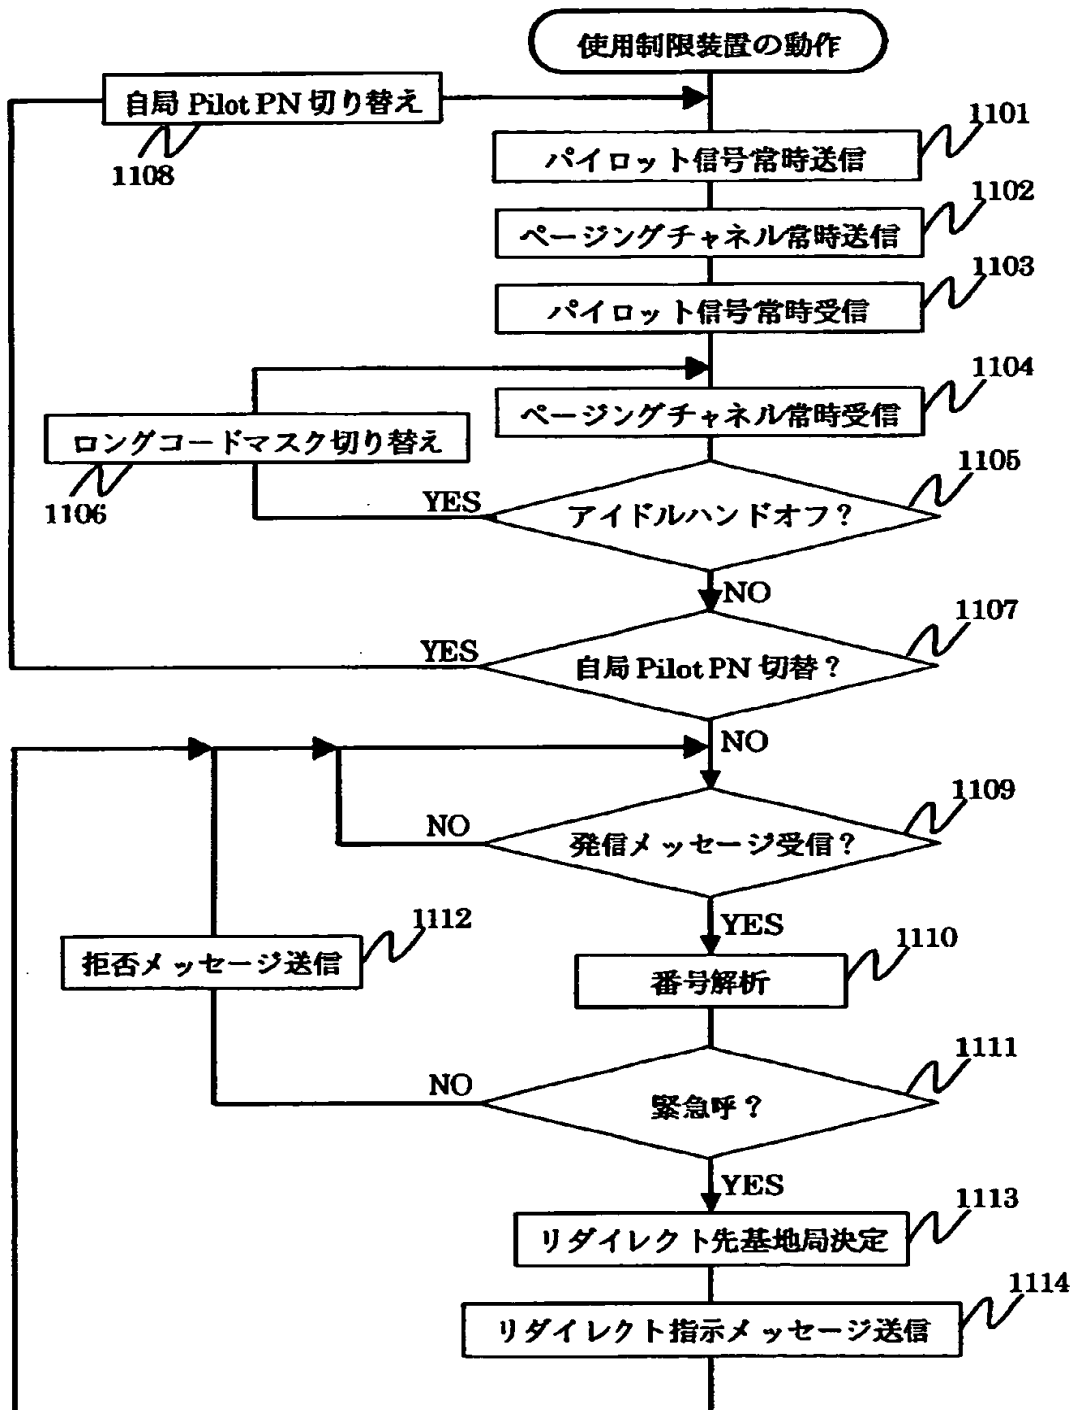 使用制限装置の動作
自局 Pilot PN 切り替え
1108
1101
パイロット信号常時送信
1102
ページングチャネル常時送信
1103
パイロット信号常時受信
1104
ページングチャネル常時受信
ロングコードマスク切り替え
1106
1105
YES
アイドルハンドオフ？
NO
1107
YES
自局 Pilot PN 切替？
NO
1109
NO
発信メッセージ受信？
YES
1112
拒否メッセージ送信
1110
番号解析
1111
NO
緊急呼？
YES
1113
リダイレクト先基地局決定
1114
リダイレクト指示メッセージ送信